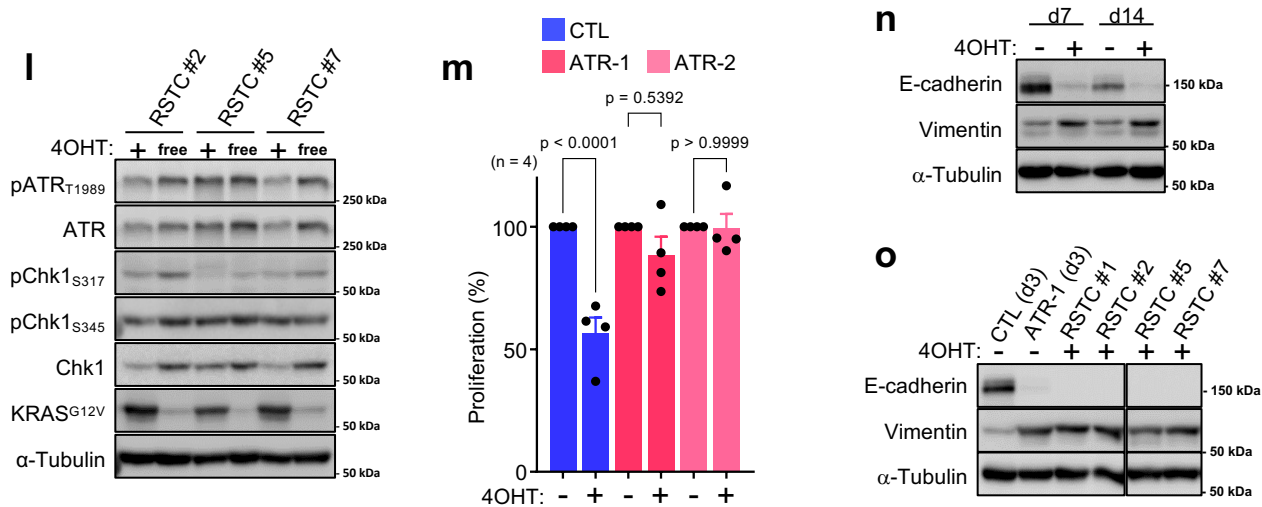 l
RSTC #2
RSTC #5
RSTC #7
4OHT: + free + free + free
pATRT1989
250 kDa
ATR
250 kDa
pChk1S317
50 kDa
pChk1S345
50 kDa
Chk1
50 kDa
KRASG12V
50 kDa
α-Tubulin
50 kDa
m
CTL
ATR-1 ATR-2
p = 0.5392
p < 0.0001 p > 0.9999
(n = 4)
Proliferation (%)
100
50
0
4OHT: - + - + - +
n
d7 d14
4OHT: - + - +
E-cadherin
150 kDa
Vimentin
50 kDa
α-Tubulin
50 kDa
o
CTL (d3)
ATR-1 (d3)
RSTC #1
RSTC #2
RSTC #5
RSTC #7
4OHT: - - + + + +
E-cadherin
150 kDa
Vimentin
50 kDa
α-Tubulin
50 kDa